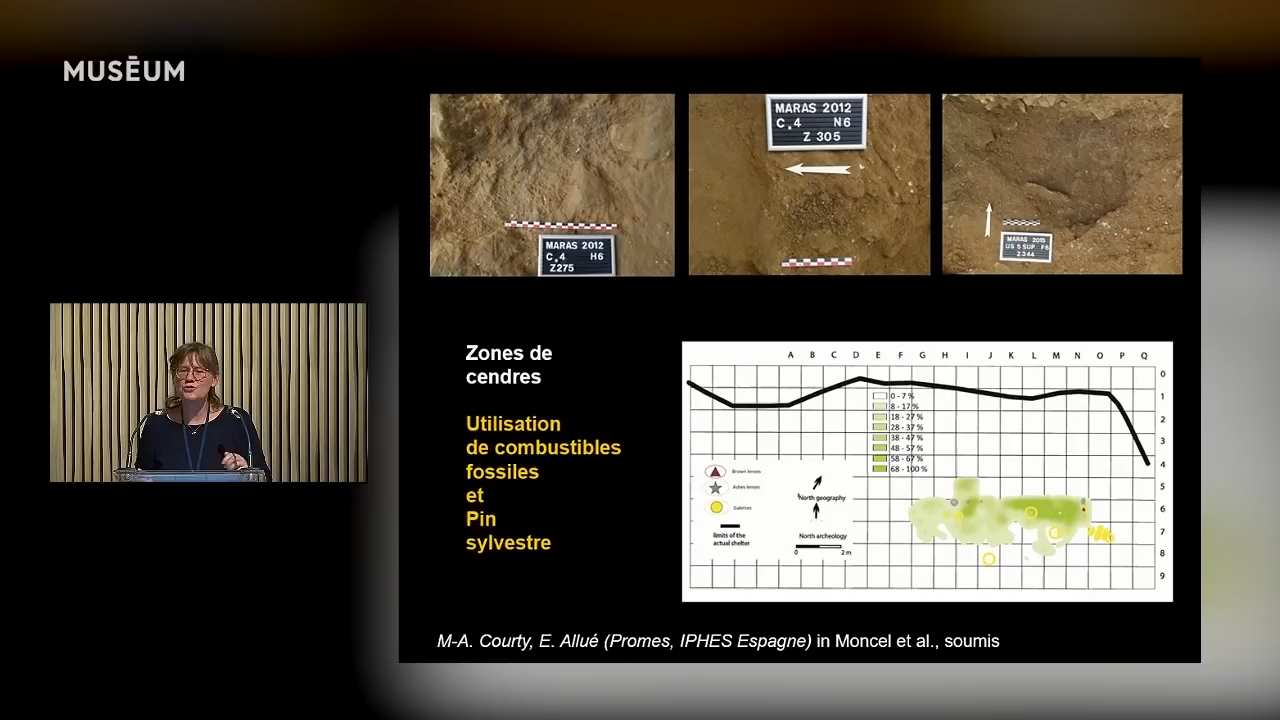 MUSĒUM
MARAS 2012
C.4 H6
Z275
MARAS 2012
C.4 N6
Z 305
MARAS 2015
US 5 SUP F6
Z344
Zones de
cendres
Utilisation
de combustibles
fossiles
et
Pin
sylvestre
A B C D E F G H I J K L M N O P Q
0
1
2
3
4
5
6
7
8
9
0 - 7 %
8 - 17 %
18 - 27 %
28 - 37 %
38 - 47 %
48 - 57 %
58 - 67 %
68 - 100 %
Brown lenses
Ashes lenses
Galettes
limits of the
actual shelter
North geography
North archeology
0 2 m
M-A. Courty, E. Allué (Promes, IPHES Espagne) in Moncel et al., soumis